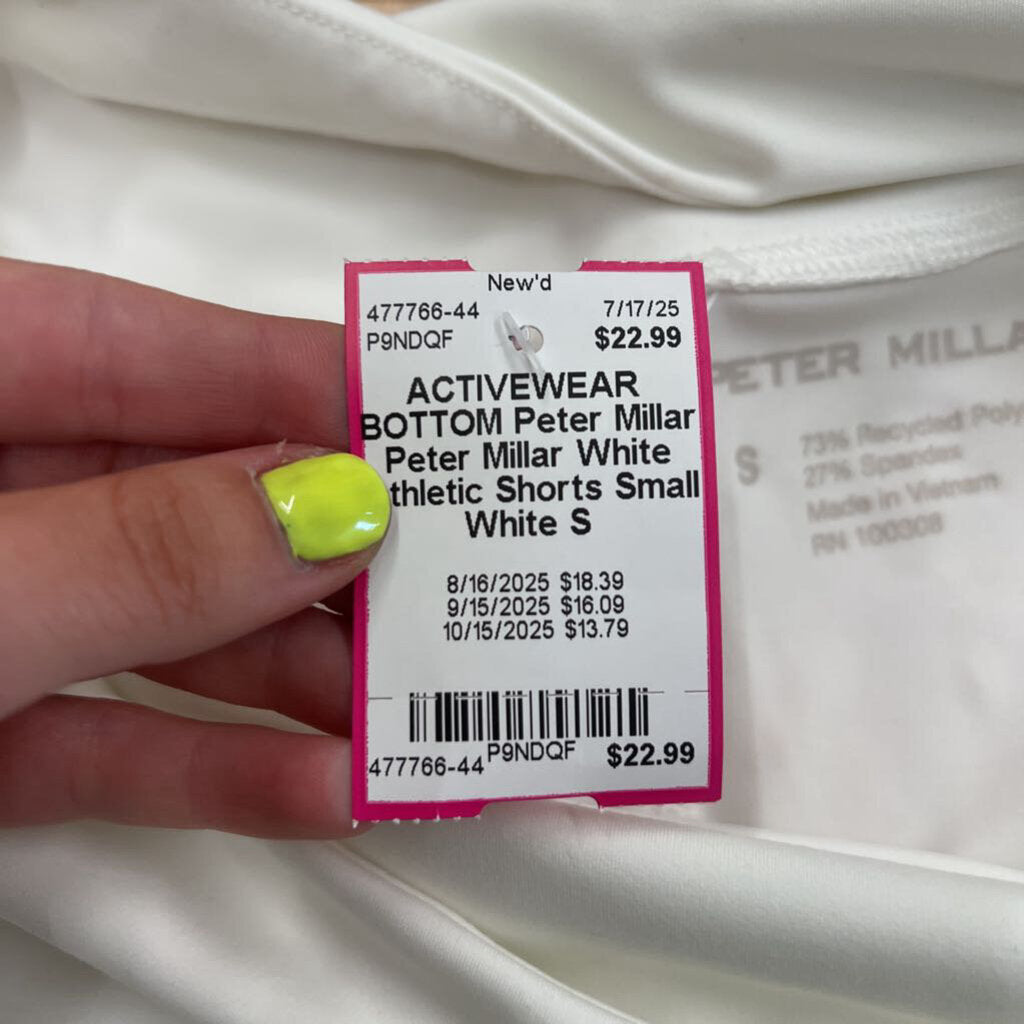 New'd
477766-44 7/17/25
P9NDQF $22.99
ACTIVEWEAR
BOTTOM Peter Millar
Peter Millar White
thletic Shorts Small
White S
8/16/2025 $18.39
9/15/2025 $16.09
10/15/2025 $13.79
477766-44 P9NDQF $22.99
PETER MILLA
S
73% Recycled Poly
27% Spandex
Made in Vietnam
RN 100308